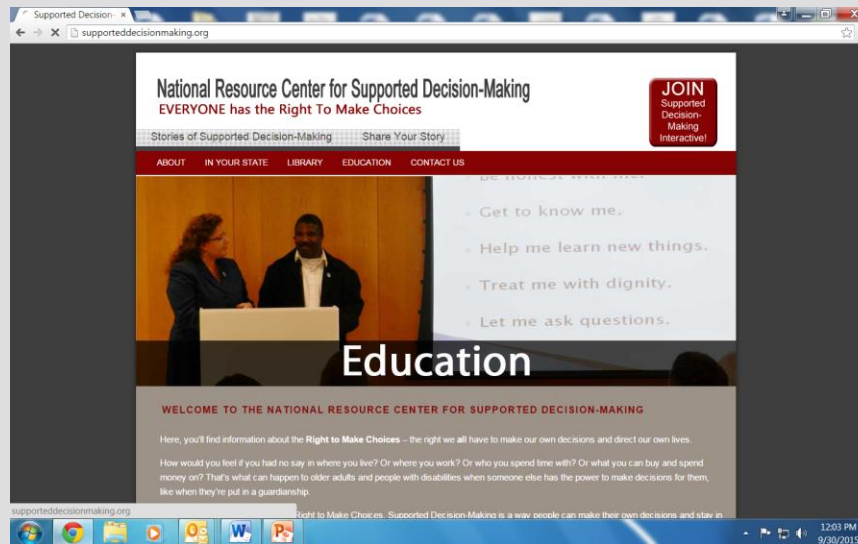 Supported Decision-
supporteddecisionmaking.org
National Resource Center for Supported Decision-Making
EVERYONE has the Right To Make Choices
JOIN
Supported
Decision-
Making
Interactive!
Stories of Supported Decision-Making Share Your Story
ABOUT IN YOUR STATE LIBRARY EDUCATION CONTACT US
Be honest with me.
Get to know me.
Help me learn new things.
Treat me with dignity.
Let me ask questions.
Education
WELCOME TO THE NATIONAL RESOURCE CENTER FOR SUPPORTED DECISION-MAKING
Here, you'll find information about the Right to Make Choices – the right we all have to make our own decisions and direct our own lives.
How would you feel if you had no say in where you live? Or where you work? Or who you spend time with? Or what you can buy and spend
money on? That's what can happen to older adults and people with disabilities when someone else has the power to make decisions for them,
like when they're put in a guardianship.
Right to Make Choices. Supported Decision-Making is a way people can make their own decisions and stay in
supporteddecisionmaking.org
12:03 PM
9/30/2015